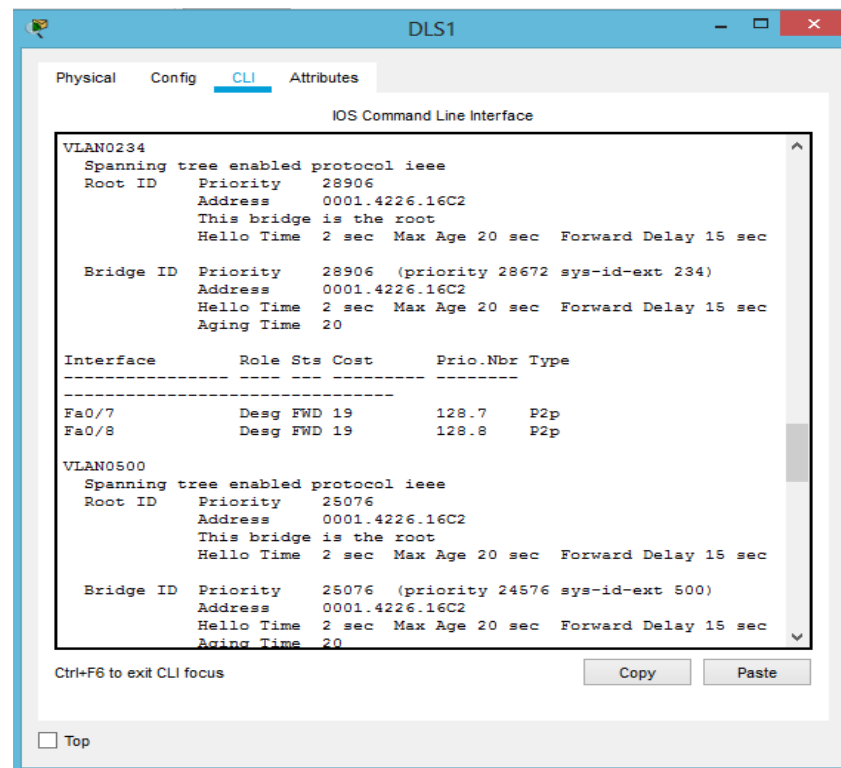 DLS1
Physical Config CLI Attributes
IOS Command Line Interface
VLAN0234
  Spanning tree enabled protocol ieee
  Root ID    Priority    28906
             Address     0001.4226.16C2
             This bridge is the root
             Hello Time  2 sec  Max Age 20 sec  Forward Delay 15 sec
  Bridge ID  Priority    28906  (priority 28672 sys-id-ext 234)
             Address     0001.4226.16C2
             Hello Time  2 sec  Max Age 20 sec  Forward Delay 15 sec
             Aging Time  20
Interface        Role Sts Cost      Prio.Nbr Type
---------------- ---- --- --------- --------
--------------------------------
Fa0/7            Desg FWD 19        128.7    P2p
Fa0/8            Desg FWD 19        128.8    P2p
VLAN0500
  Spanning tree enabled protocol ieee
  Root ID    Priority    25076
             Address     0001.4226.16C2
             This bridge is the root
             Hello Time  2 sec  Max Age 20 sec  Forward Delay 15 sec
  Bridge ID  Priority    25076  (priority 24576 sys-id-ext 500)
             Address     0001.4226.16C2
             Hello Time  2 sec  Max Age 20 sec  Forward Delay 15 sec
             Aging Time  20
Ctrl+F6 to exit CLI focus
Copy Paste
Top